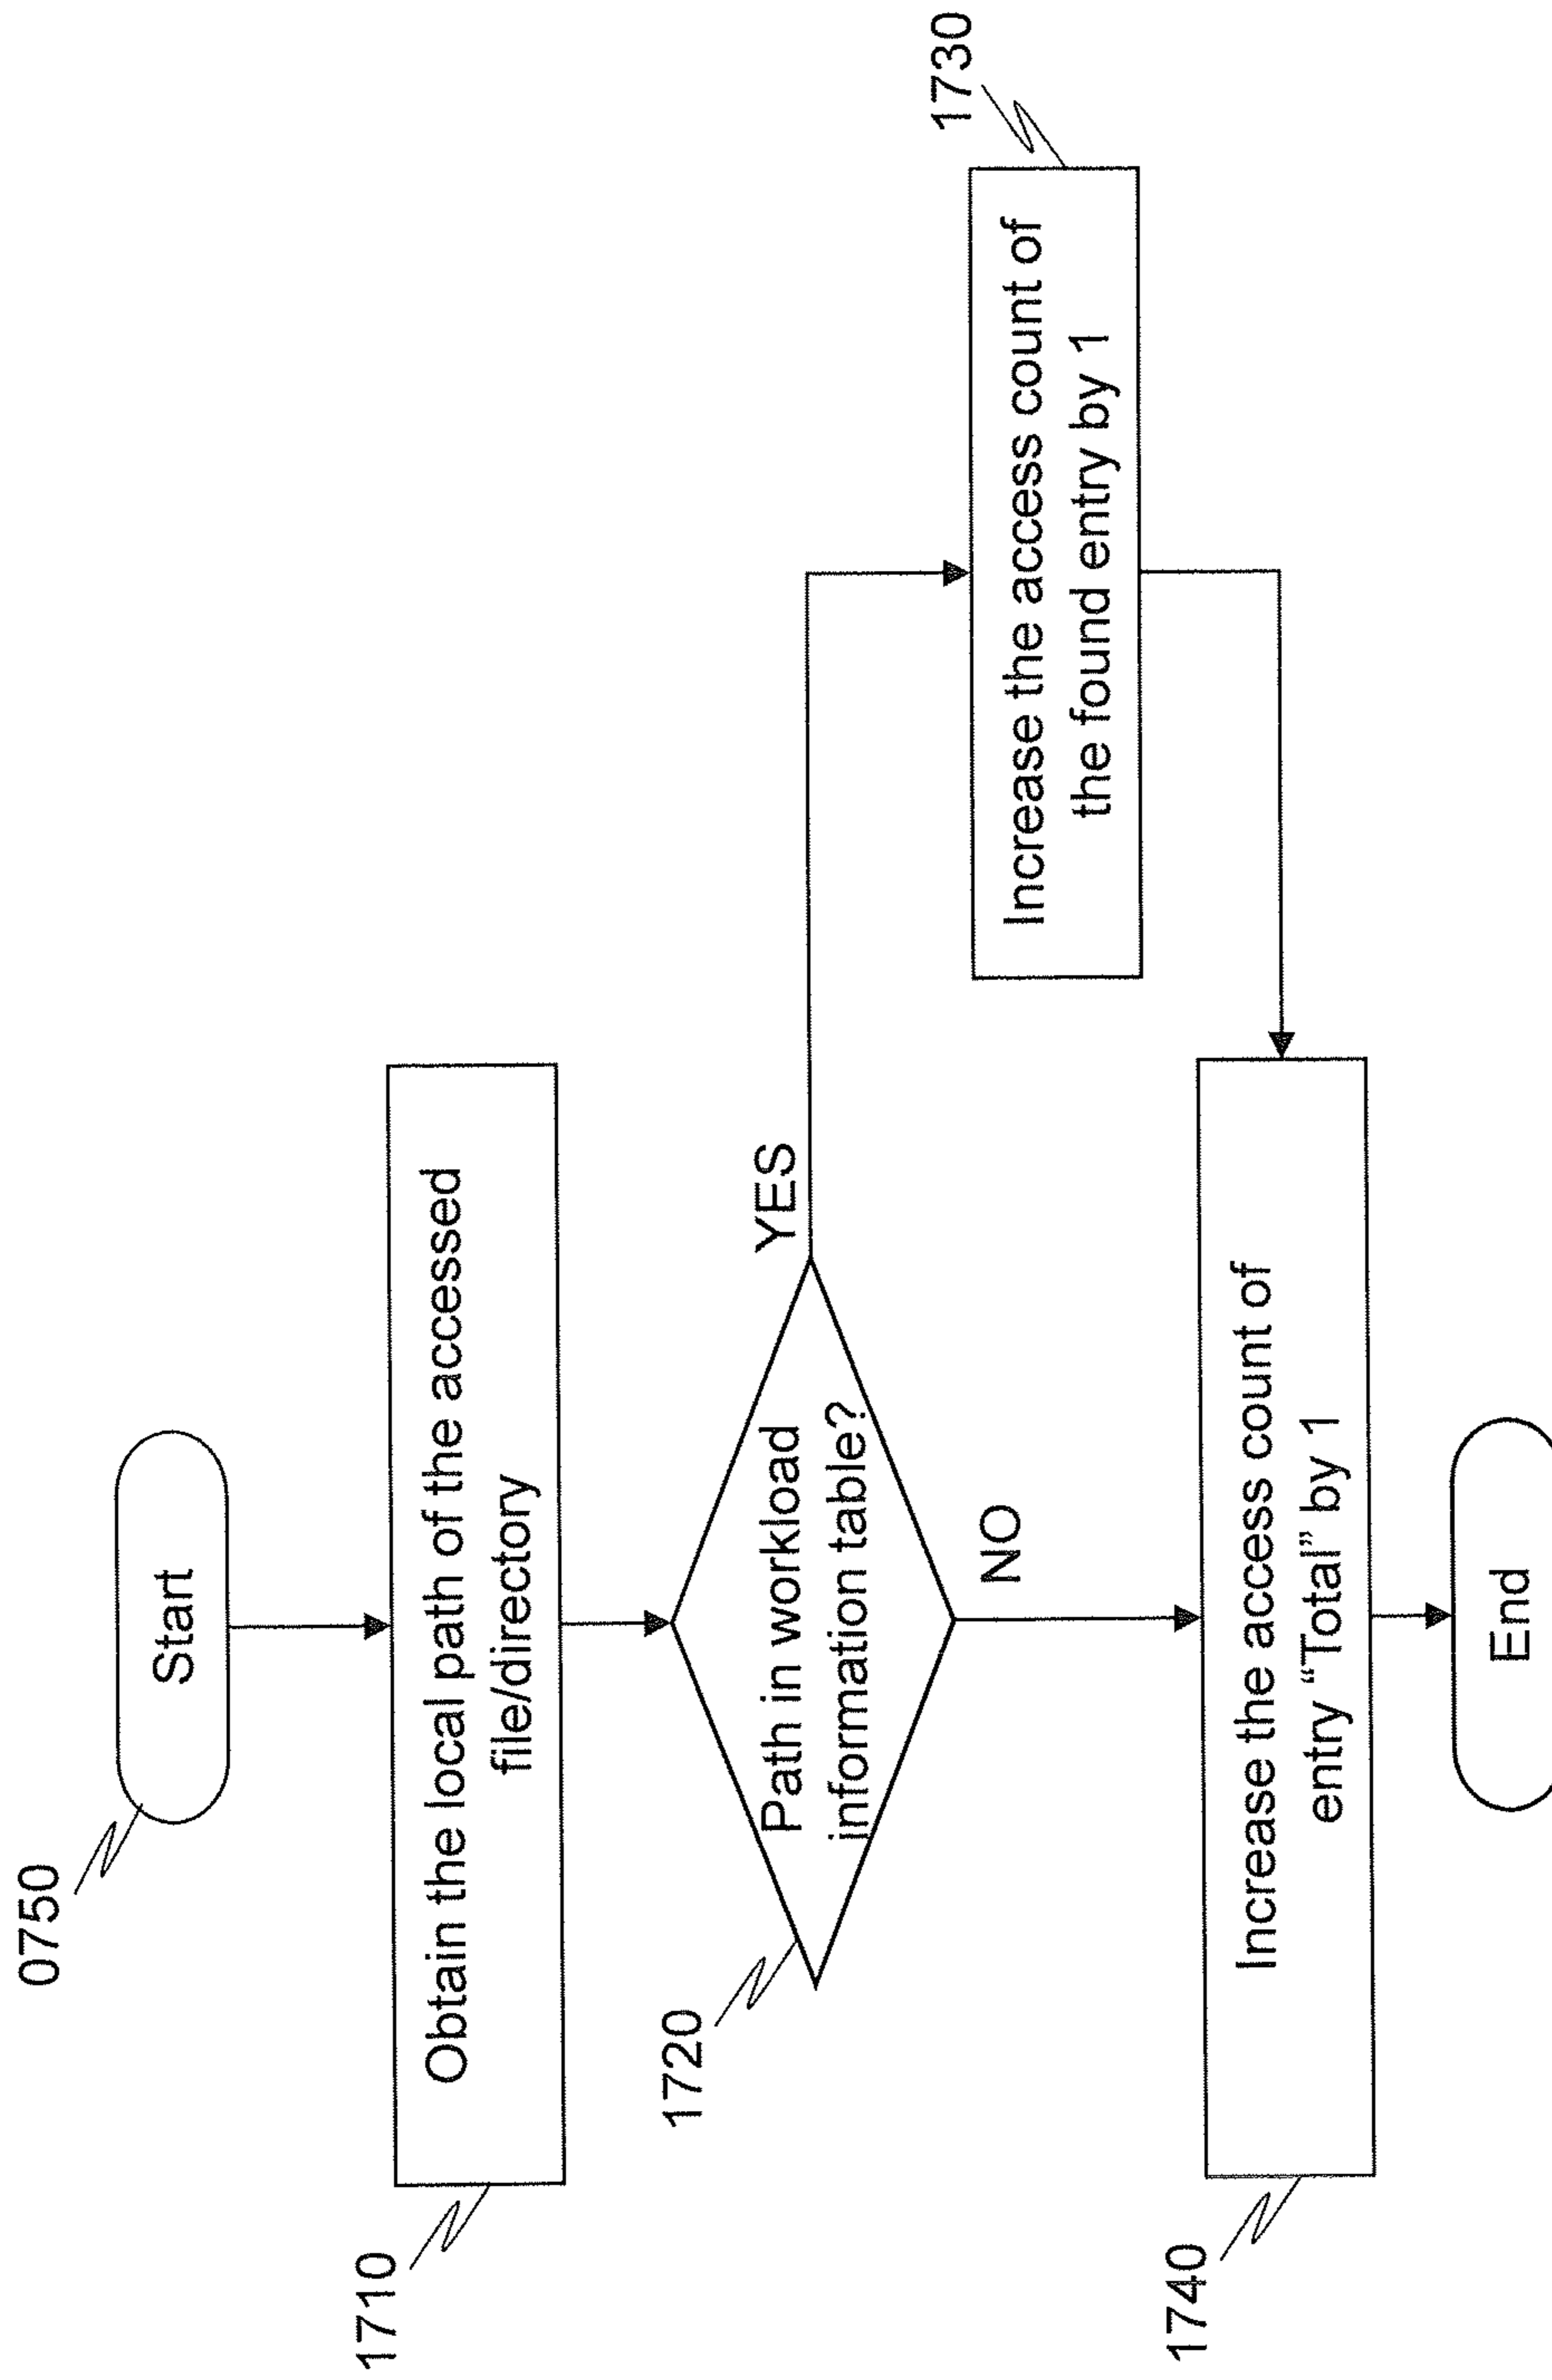 0750
Start
1710
Obtain the local path of the accessed
file/directory
1720
Path in workload
information table?
YES
NO
1730
Increase the access count of
the found entry by 1
1740
Increase the access count of
entry “Total” by 1
End